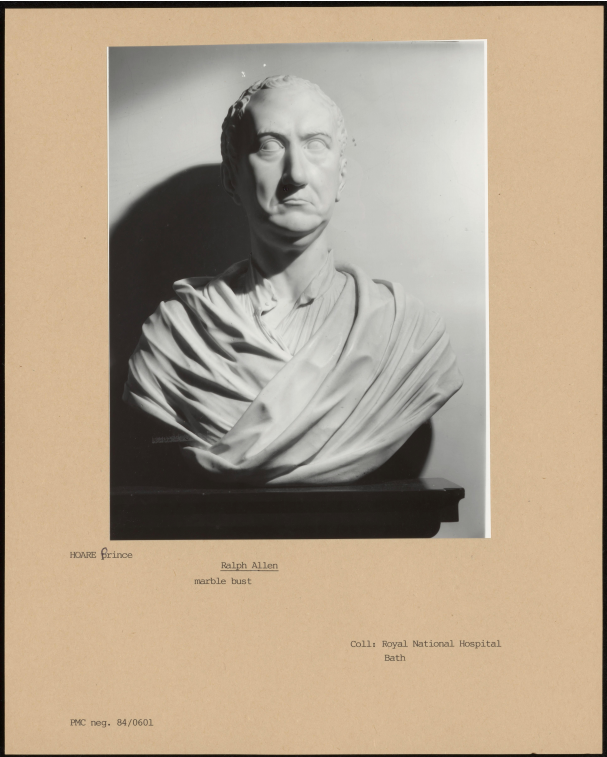 HOARE Prince
Ralph Allen
marble bust
Coll: Royal National Hospital
Bath
PMC neg. 84/0601